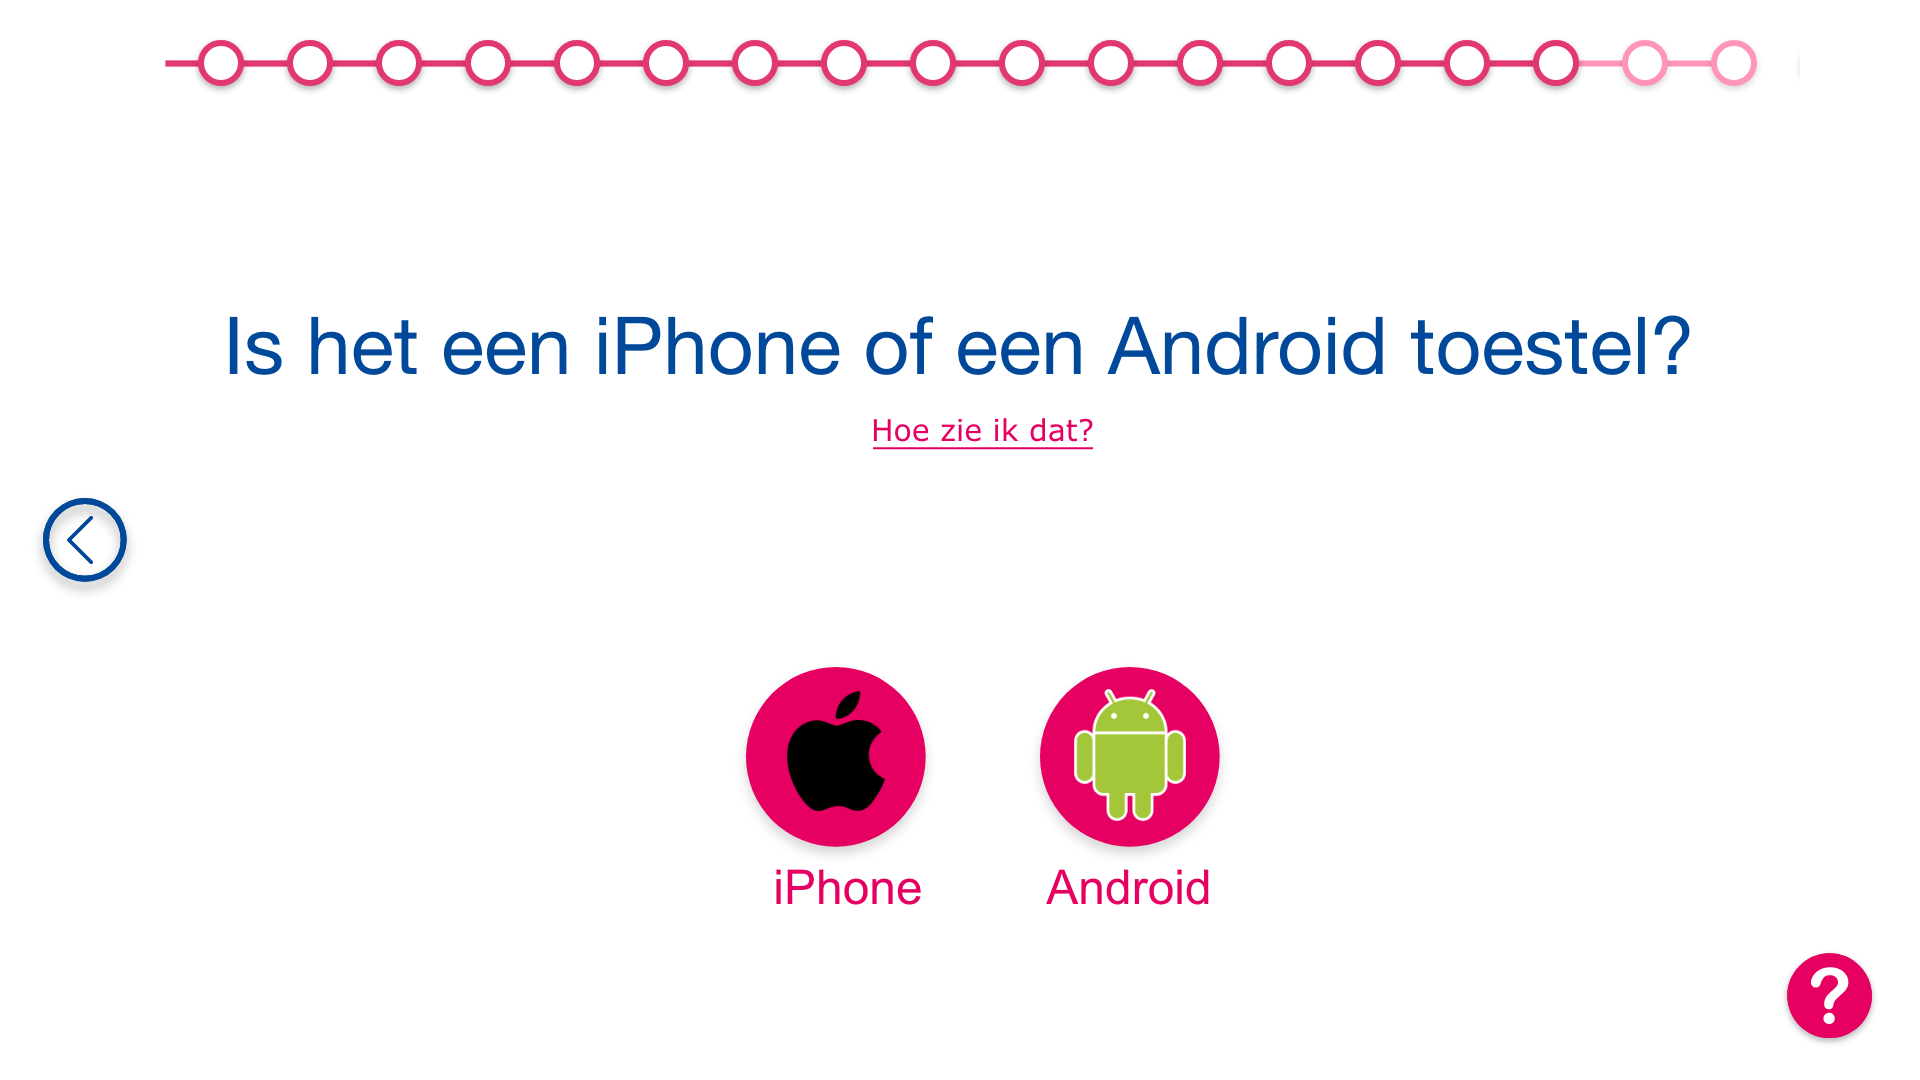 Is het een iPhone of een Android toestel?
Hoe zie ik dat?
iPhone
Android
?